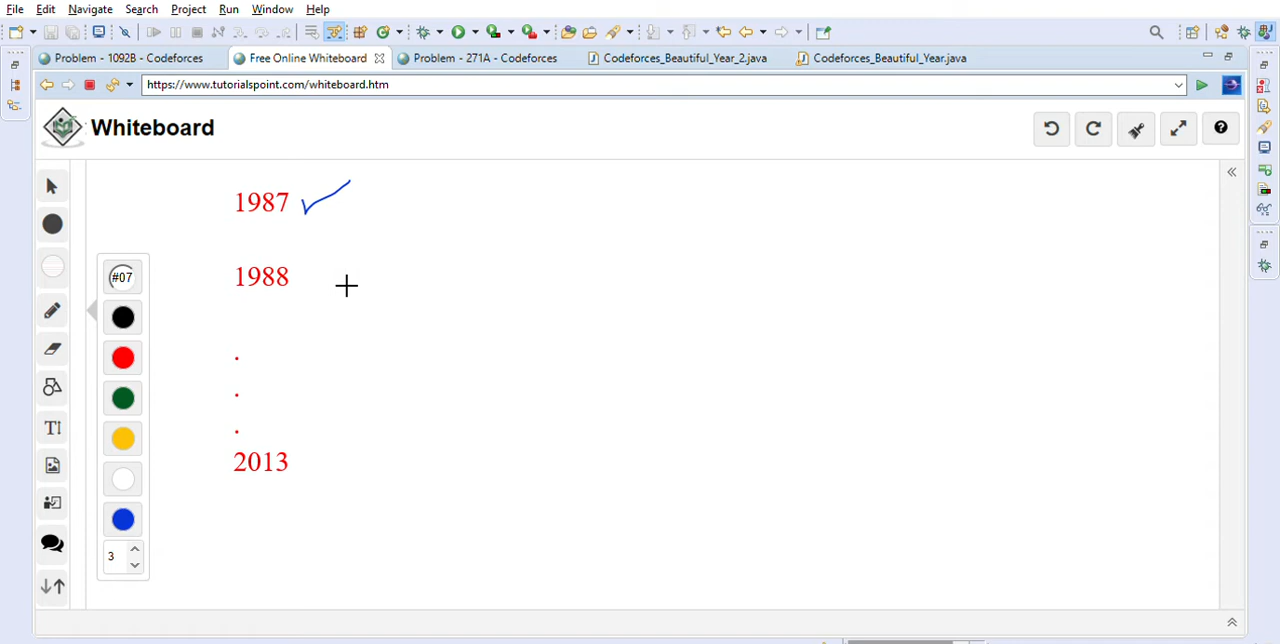 File Edit Navigate Search Project Run Window Help
Problem - 1092B - Codeforces Free Online Whiteboard Problem - 271A - Codeforces Codeforces_Beautiful_Year_2.java Codeforces_Beautiful_Year.java
https://www.tutorialspoint.com/whiteboard.htm
Whiteboard
1987
1988
#07
.
.
.
TI
2013
3